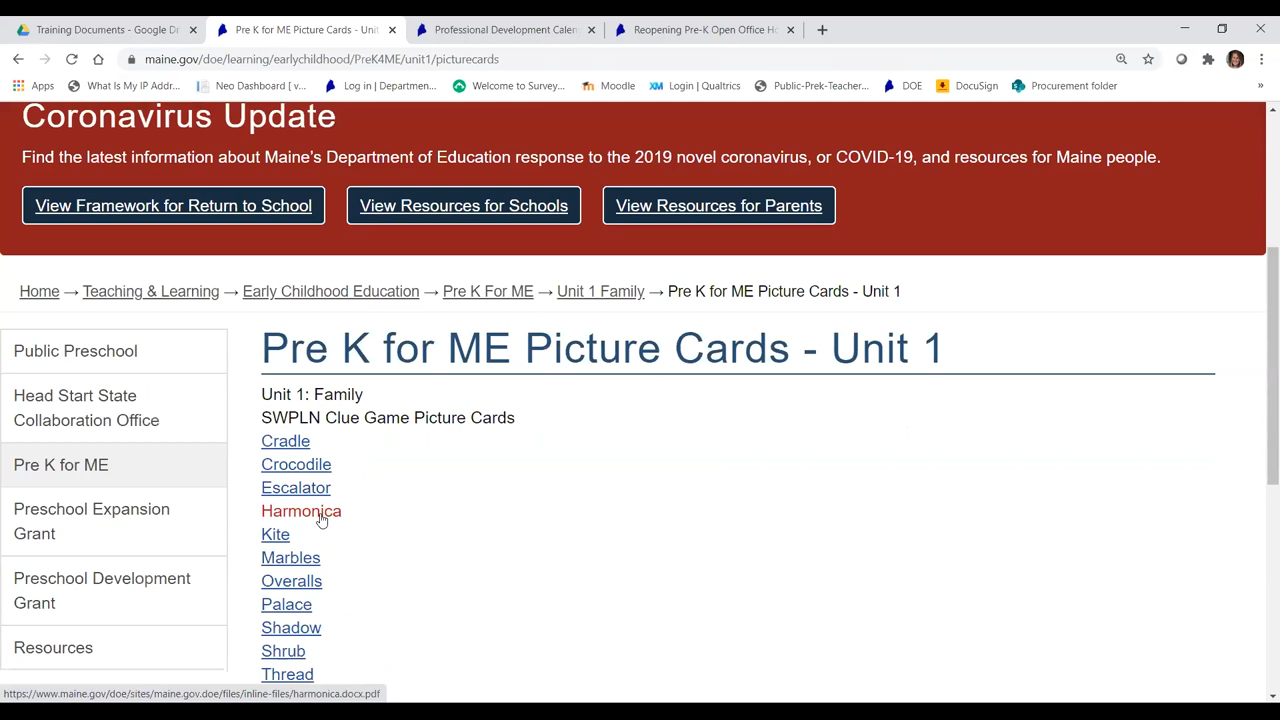 Training Documents - Google Dr
Pre K for ME Picture Cards - Unit
Professional Development Calen
Reopening Pre-K Open Office Ho
maine.gov/doe/learning/earlychildhood/PreK4ME/unit1/picturecards
Apps
What Is My IP Addr...
Neo Dashboard [ v...
Log in | Departmen...
Welcome to Survey...
Moodle
XM Login | Qualtrics
Public-Prek-Teacher...
DOE
DocuSign
Procurement folder
»
Coronavirus Update
Find the latest information about Maine's Department of Education response to the 2019 novel coronavirus, or COVID-19, and resources for Maine people.
View Framework for Return to School
View Resources for Schools
View Resources for Parents
Home → Teaching & Learning → Early Childhood Education → Pre K For ME → Unit 1 Family → Pre K for ME Picture Cards - Unit 1
Public Preschool
Head Start State
Collaboration Office
Pre K for ME
Preschool Expansion
Grant
Preschool Development
Grant
Resources
Pre K for ME Picture Cards - Unit 1
Unit 1: Family
SWPLN Clue Game Picture Cards
Cradle
Crocodile
Escalator
Harmonica
Kite
Marbles
Overalls
Palace
Shadow
Shrub
Thread
https://www.maine.gov/doe/sites/maine.gov.doe/files/inline-files/harmonica.docx.pdf